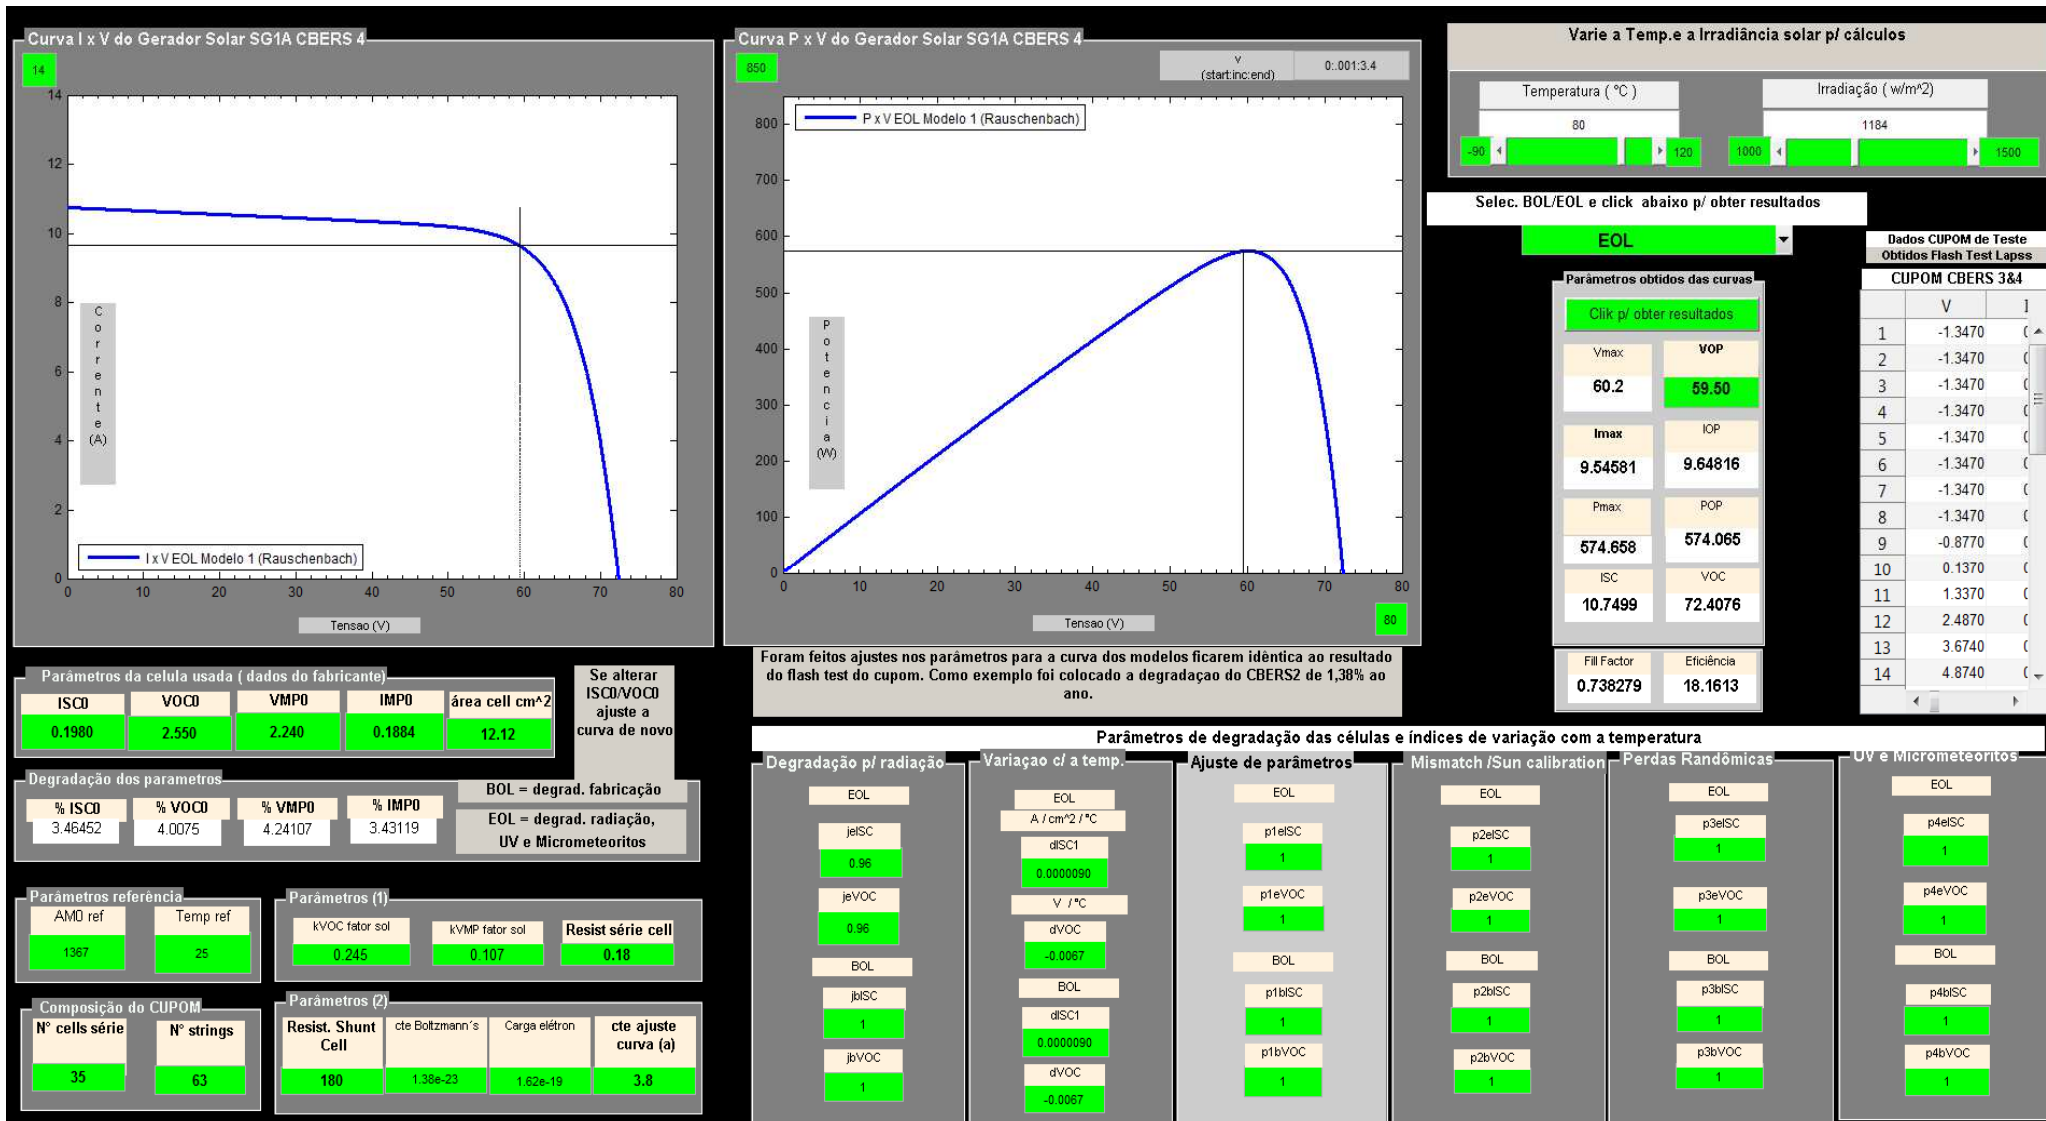 Curva I x V do Gerador Solar SG1A CBERS 4
14
14
12
10
8
6
4
2
0
C
o
r
r
e
n
t
e
(A)
I x V EOL Modelo 1 (Rauschenbach)
0 10 20 30 40 50 60 70 80
Tensao (V)
Curva P x V do Gerador Solar SG1A CBERS 4
850
v
(start:inc:end)
0:.001:3.4
P x V EOL Modelo 1 (Rauschenbach)
800
700
600
500
400
300
200
100
0
P
o
t
e
n
c
i
a
(W)
0 10 20 30 40 50 60 70 80
Tensao (V)
80
Varie a Temp.e a Irradiância solar p/ cálculos
Temperatura ( °C )
80
-90
120
Irradiação ( w/m^2)
1184
1000
1500
Selec. BOL/EOL e click abaixo p/ obter resultados
EOL
Parâmetros obtidos das curvas
Clik p/ obter resultados
Vmax VOP
60.2 59.50
Imax IOP
9.54581 9.64816
Pmax POP
574.658 574.065
ISC VOC
10.7499 72.4076
Fill Factor Eficiência
0.738279 18.1613
Dados CUPOM de Teste
Obtidos Flash Test Lapss
CUPOM CBERS 3&4
V
1 -1.3470
2 -1.3470
3 -1.3470
4 -1.3470
5 -1.3470
6 -1.3470
7 -1.3470
8 -1.3470
9 -0.8770
10 0.1370
11 1.3370
12 2.4870
13 3.6740
14 4.8740
Foram feitos ajustes nos parâmetros para a curva dos modelos ficarem idêntica ao resultado
do flash test do cupom. Como exemplo foi colocado a degradaçao do CBERS2 de 1,38% ao
ano.
Parâmetros da celula usada ( dados do fabricante)
ISC0 VOC0 VMP0 IMP0 área cell cm^2
0.1980 2.550 2.240 0.1884 12.12
Se alterar
ISC0/VOC0
ajuste a
curva de novo
Degradação dos parametros
% ISC0 % VOC0 % VMP0 % IMP0
3.46452 4.0075 4.24107 3.43119
BOL = degrad. fabricação
EOL = degrad. radiação,
UV e Micrometeoritos
Parâmetros referência
AM0 ref Temp ref
1367 25
Parâmetros (1)
kVOC fator sol kVMP fator sol Resist série cell
0.245 0.107 0.18
Composição do CUPOM
N° cells série N° strings
35 63
Parâmetros (2)
Resist. Shunt
Cell
cte Boltzmann´s Carga elétron cte ajuste
curva (a)
180 1.38e-23 1.62e-19 3.8
Parâmetros de degradação das células e índices de variação com a temperatura
Degradação p/ radiação
EOL
jeISC
0.96
jeVOC
0.96
BOL
jbISC
1
jbVOC
1
Variaçao c/ a temp.
EOL
A / cm^2 / °C
dISC1
0.0000090
V / °C
dVOC
-0.0067
BOL
dISC1
0.0000090
dVOC
-0.0067
Ajuste de parâmetros
EOL
p1eISC
1
p1eVOC
1
BOL
p1bISC
1
p1bVOC
1
Mismatch /Sun calibration
EOL
p2eISC
1
p2eVOC
1
BOL
p2bISC
1
p2bVOC
1
Perdas Randômicas
EOL
p3eISC
1
p3eVOC
1
BOL
p3bISC
1
p3bVOC
1
UV e Micrometeoritos
EOL
p4eISC
1
p4eVOC
1
BOL
p4bISC
1
p4bVOC
1